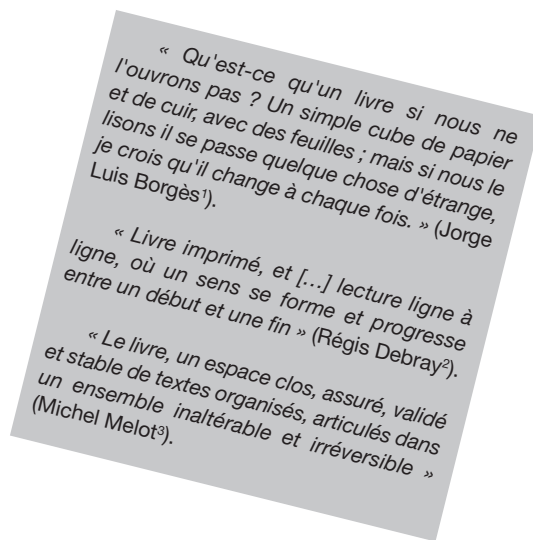 « Qu'est-ce qu'un livre si nous ne
l'ouvrons pas ? Un simple cube de papier
et de cuir, avec des feuilles ; mais si nous le
lisons il se passe quelque chose d'étrange,
je crois qu'il change à chaque fois. » (Jorge
Luis Borgès¹).
« Livre imprimé, et [...] lecture ligne à
ligne, où un sens se forme et progresse
entre un début et une fin » (Régis Debray²).
« Le livre, un espace clos, assuré, validé
et stable de textes organisés, articulés dans
un ensemble inaltérable et irréversible »
(Michel Melot³).